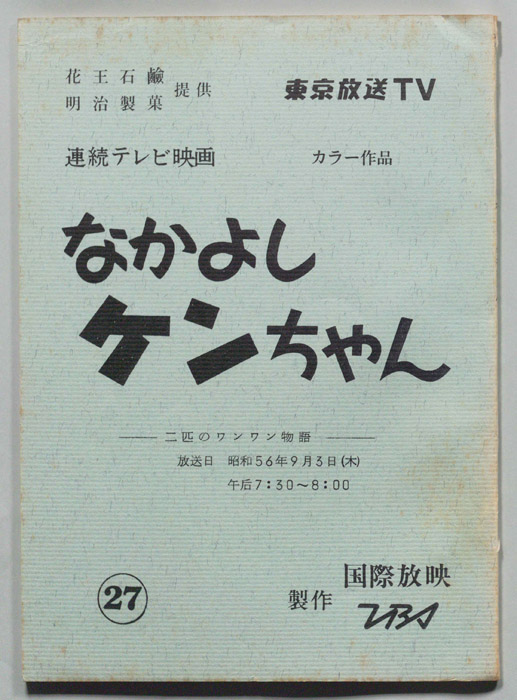 花王石鹸
明治製菓 提供
東京放送TV
連続テレビ映画
カラー作品
なかよし
ケンちゃん
二匹のワンワン物語
放送日 昭和56年9月3日(木)
午后7:30〜8:00
27
製作 国際放映
TBS